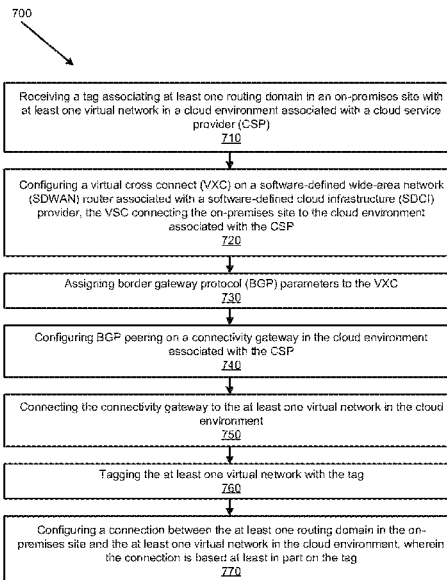 700
Receiving a tag associating at least one routing domain in an on-premises site with
at least one virtual network in a cloud environment associated with a cloud service
provider (CSP)
710
Configuring a virtual cross connect (VXC) on a software-defined wide-area network
(SDWAN) router associated with a software-defined cloud infrastructure (SDCI)
provider, the VSC connecting the on-premises site to the cloud environment
associated with the CSP
720
Assigning border gateway protocol (BGP) parameters to the VXC
730
Configuring BGP peering on a connectivity gateway in the cloud environment
associated with the CSP
740
Connecting the connectivity gateway to the at least one virtual network in the cloud
environment
750
Tagging the at least one virtual network with the tag
760
Configuring a connection between the at least one routing domain in the on-
premises site and the at least one virtual network in the cloud environment, wherein
the connection is based at least in part on the tag
770